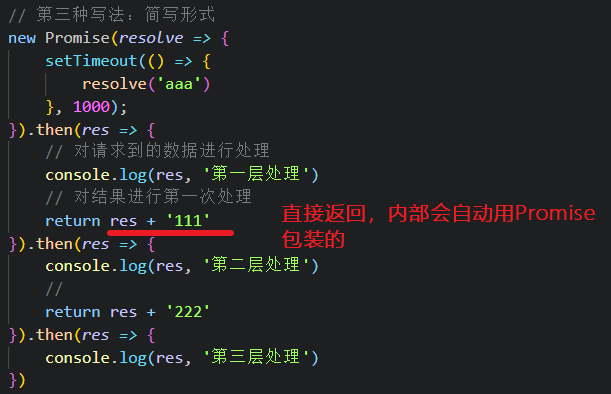 // 第三种写法: 简写形式
new Promise(resolve => {
    setTimeout(() => {
        resolve('aaa')
    }, 1000);
}).then(res => {
    // 对请求到的数据进行处理
    console.log(res, '第一层处理')
    // 对结果进行第一次处理
    return res + '111'
直接返回，内部会自动用Promise
包装的
}).then(res => {
    console.log(res, '第二层处理')
    //
    return res + '222'
}).then(res => {
    console.log(res, '第三层处理')
})